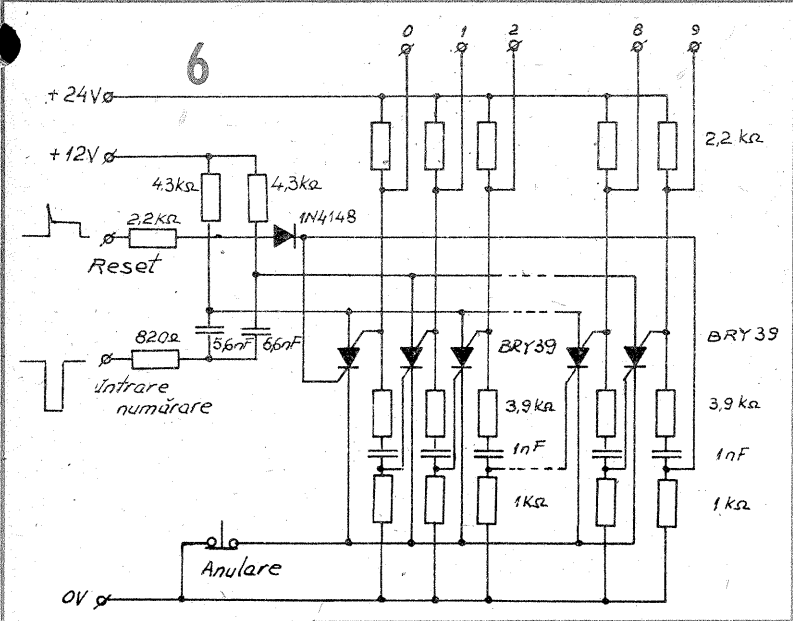 6
0 1 2 8 9
+24V
+12V
2,2 kΩ
4.3kΩ
4,3kΩ
1N4148
2,2KΩ
Reset
820Ω
5,6nF
6,6nF
BRY39
BRY39
Intrare
numărare
3,9 kΩ
3,9 kΩ
1nF
1nF
1KΩ
1 kΩ
Anulare
0V